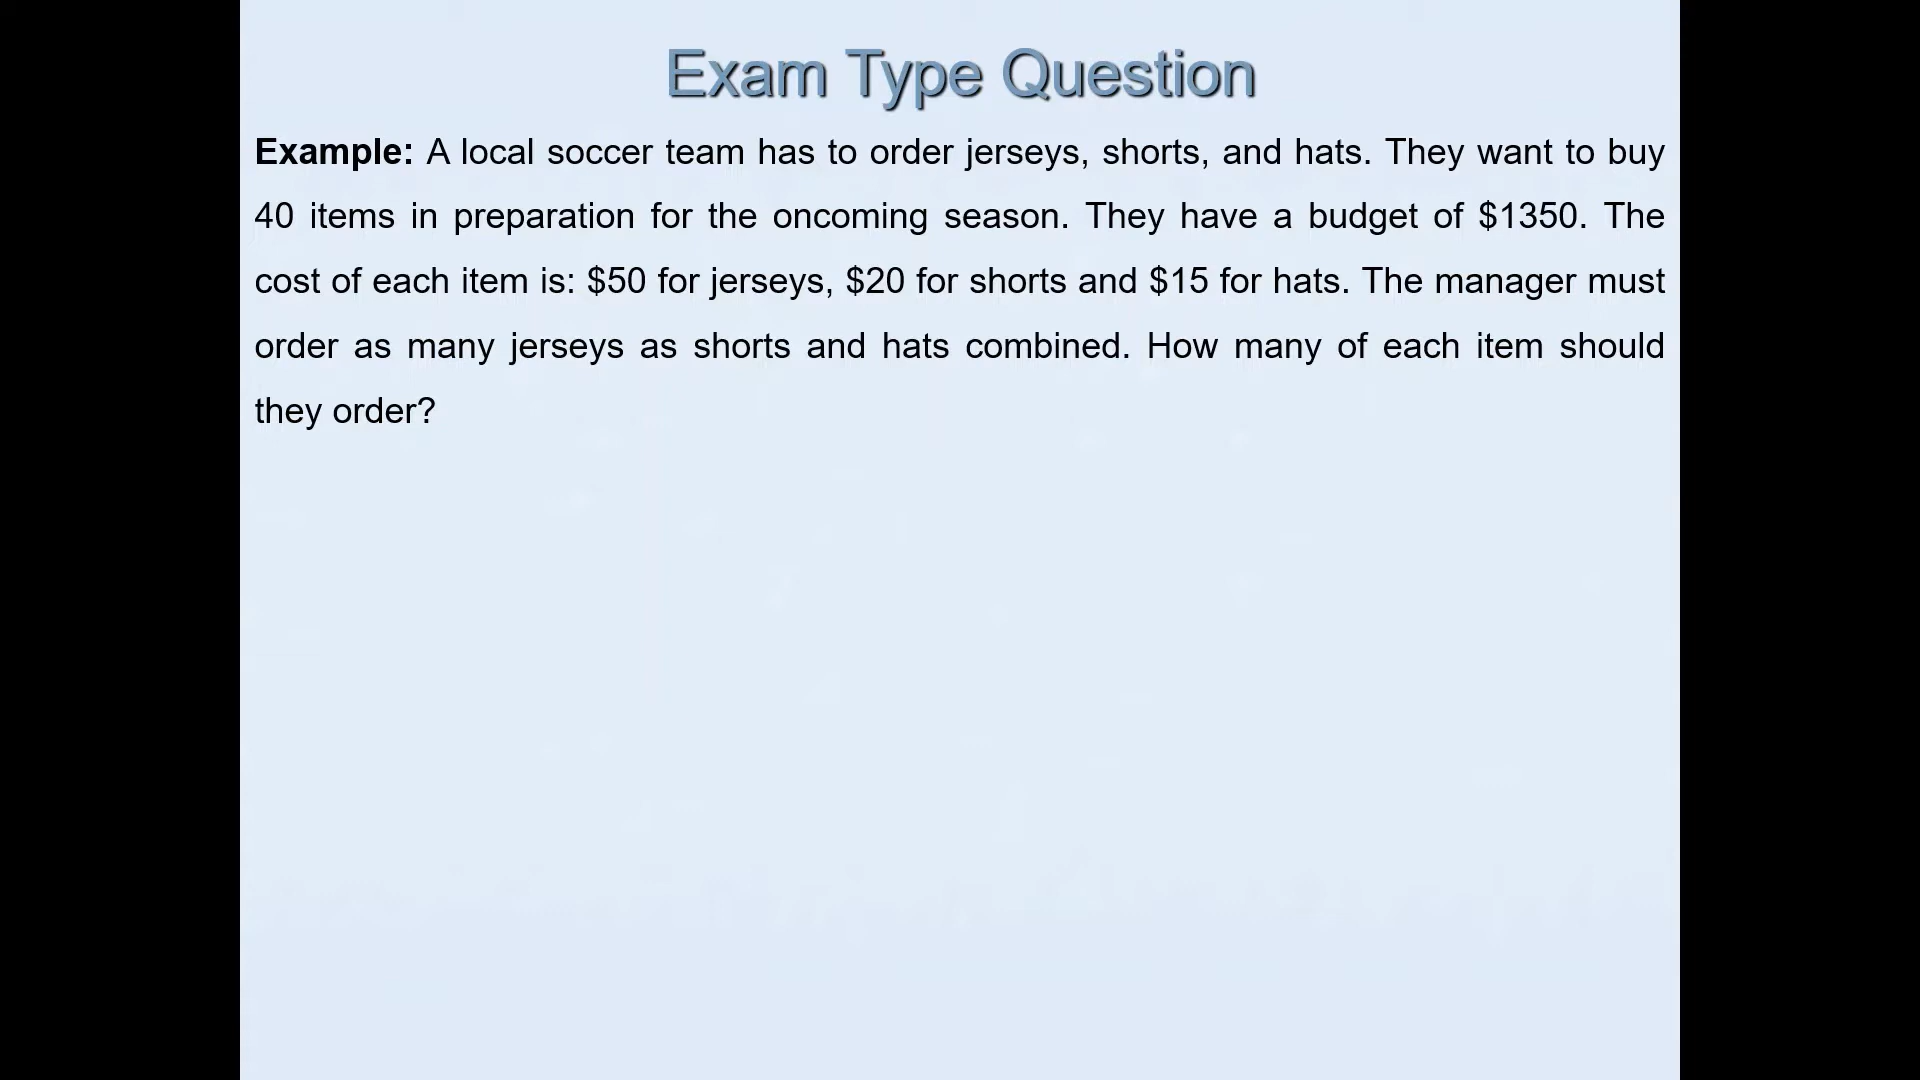 Exam Type Question
Example: A local soccer team has to order jerseys, shorts, and hats. They want to buy
40 items in preparation for the oncoming season. They have a budget of $1350. The
cost of each item is: $50 for jerseys, $20 for shorts and $15 for hats. The manager must
order as many jerseys as shorts and hats combined. How many of each item should
they order?